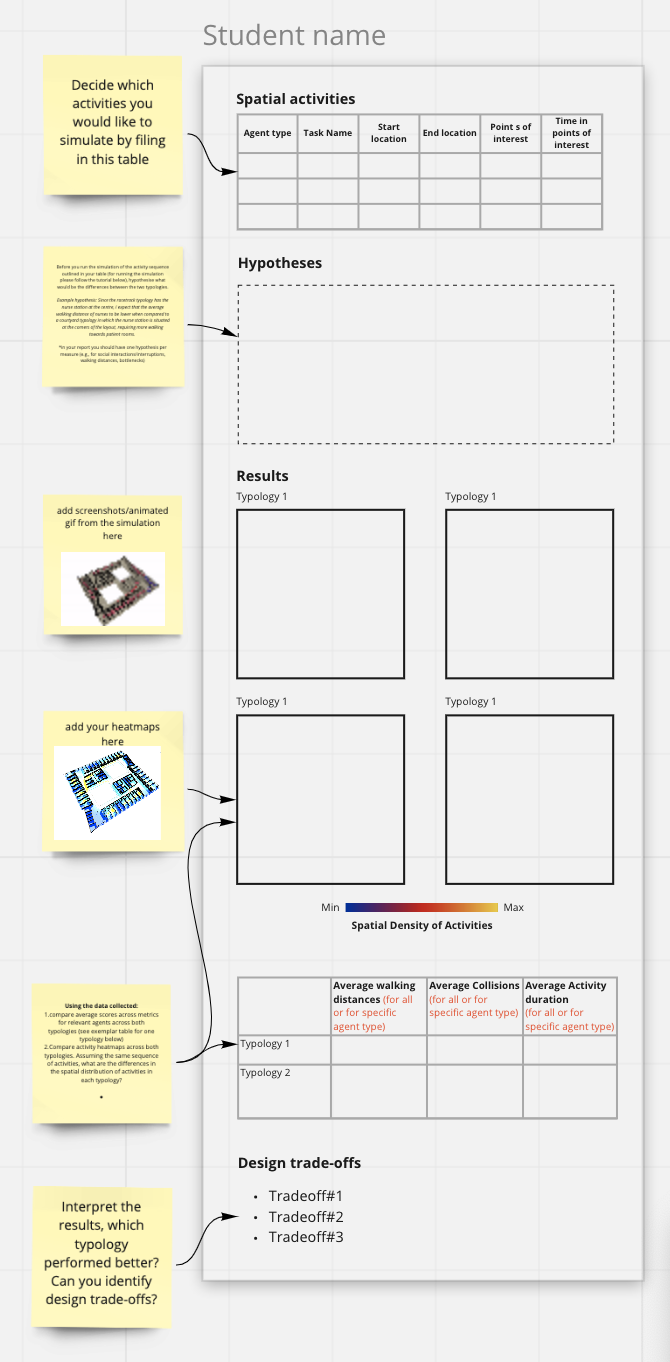 Student name
Decide which
activities you
would like to
simulate by filing
in this table
Spatial activities
Agent type
Task Name
Start
location
End location
Point s of
interest
Time in
points of
interest
Before you run the simulation of the activity sequence
outlined in your table (for running the simulation
please follow the tutorial below), hypothesise what
would be the differences between the two typologies.
Example hypothesis: Since the racetrack typology has the
nurse station at the centre, I expect that the average
walking distance of nurses to be lower when compared to
a courtyard typology in which the nurse station is situated
at the corners of the layout, requiring more walking
towards patient rooms.
*In your report you should have one hypothesis per
measure (e.g., for social interactions/interruptions,
walking distances, bottlenecks)
Hypotheses
Results
Typology 1
Typology 1
add screenshots/animated
gif from the simulation
here
Typology 1
Typology 1
add your heatmaps
here
Min
Max
Spatial Density of Activities
Using the data collected:
1.compare average scores across metrics
for relevant agents across both
typologies (see exemplar table for one
typology below)
2.Compare activity heatmaps across both
typologies. Assuming the same sequence
of activities, what are the differences in
the spatial distribution of activities in
each typology?
Average walking
distances (for all
or for specific
agent type)
Average Collisions
(for all or for
specific agent type)
Average Activity
duration
(for all or for
specific agent type)
Typology 1
Typology 2
Design trade-offs
• Tradeoff#1
• Tradeoff#2
• Tradeoff#3
Interpret the
results, which
typology
performed better?
Can you identify
design trade-offs?